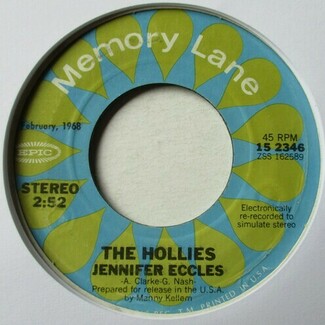 Memory Lane
February, 1968
EPIC
STEREO
2:52
45 RPM
15 2346
ZSS 162589
Electronically
re-recorded to
simulate stereo
THE HOLLIES
JENNIFER ECCLES
-A. Clarke-G. Nash-
Prepared for release in the U.S.A.
by Manny Kellem
T.M. PRINTED IN U.S.A.